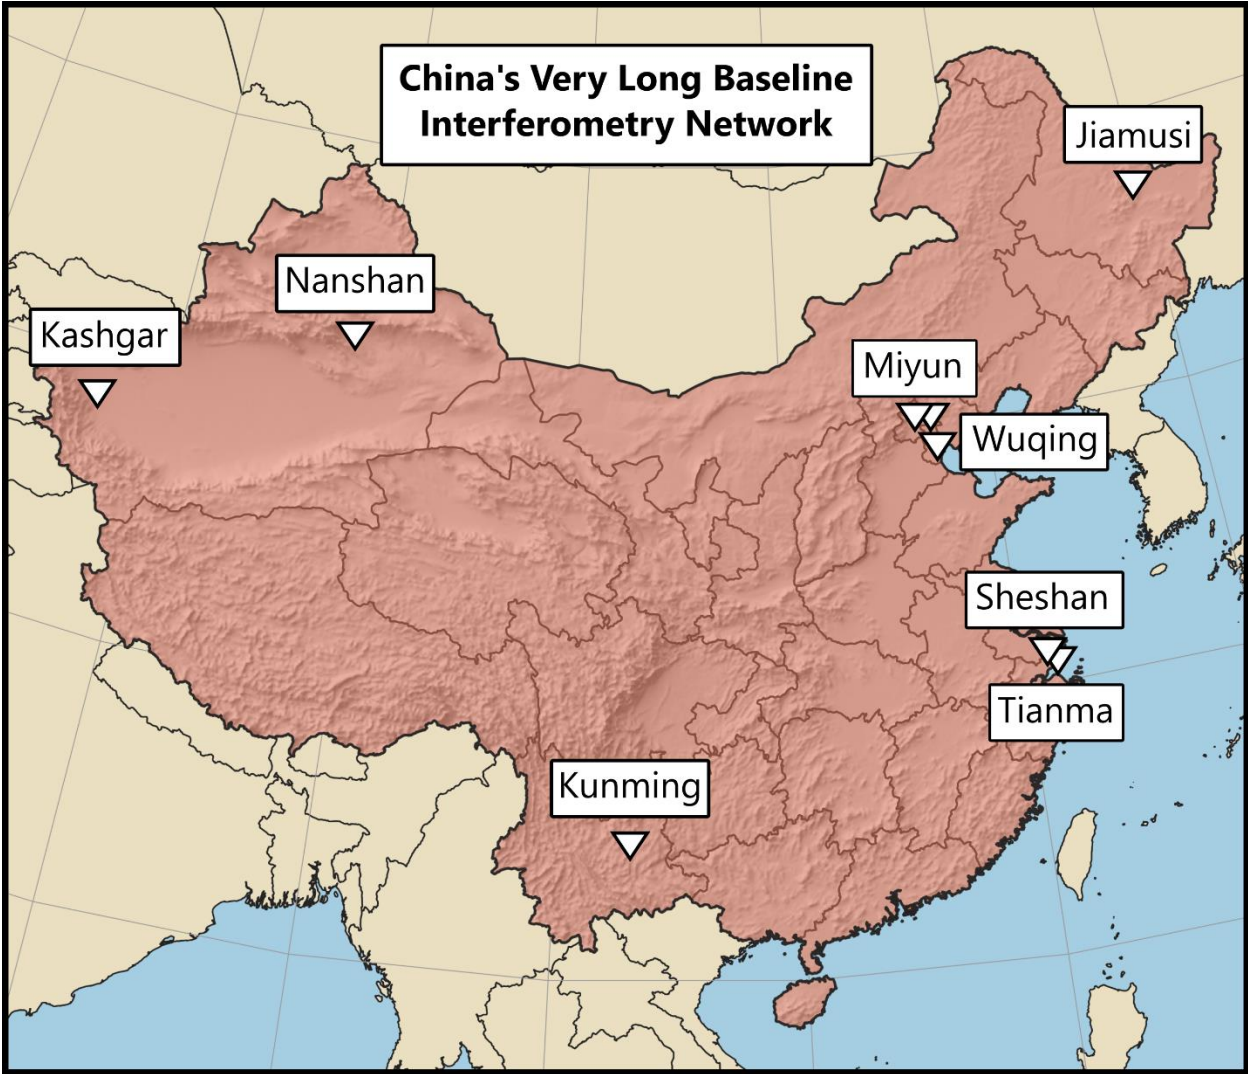 China's Very Long Baseline
Interferometry Network
Jiamusi
Nanshan
Kashgar
Miyun
Wuqing
Sheshan
Tianma
Kunming